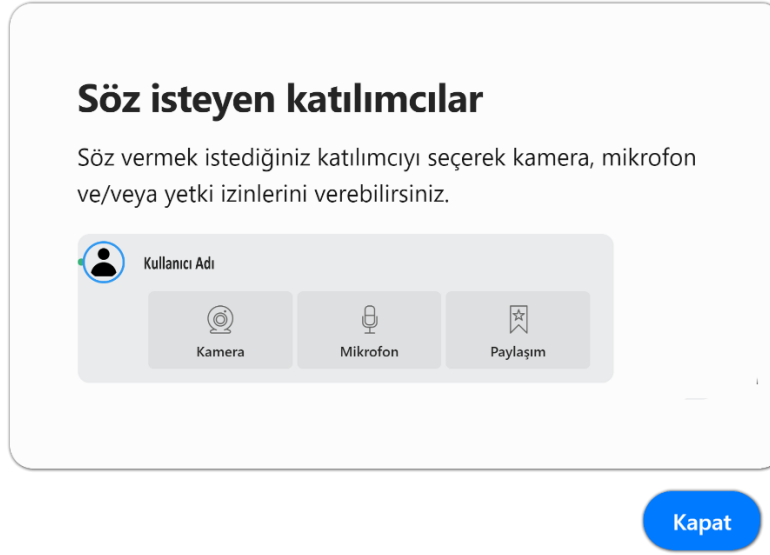 Söz isteyen katılımcılar
Söz vermek istediğiniz katılımcıyı seçerek kamera, mikrofon
ve/veya yetki izinlerini verebilirsiniz.
Kullanıcı Adı
Kamera
Mikrofon
Paylaşım
Kapat